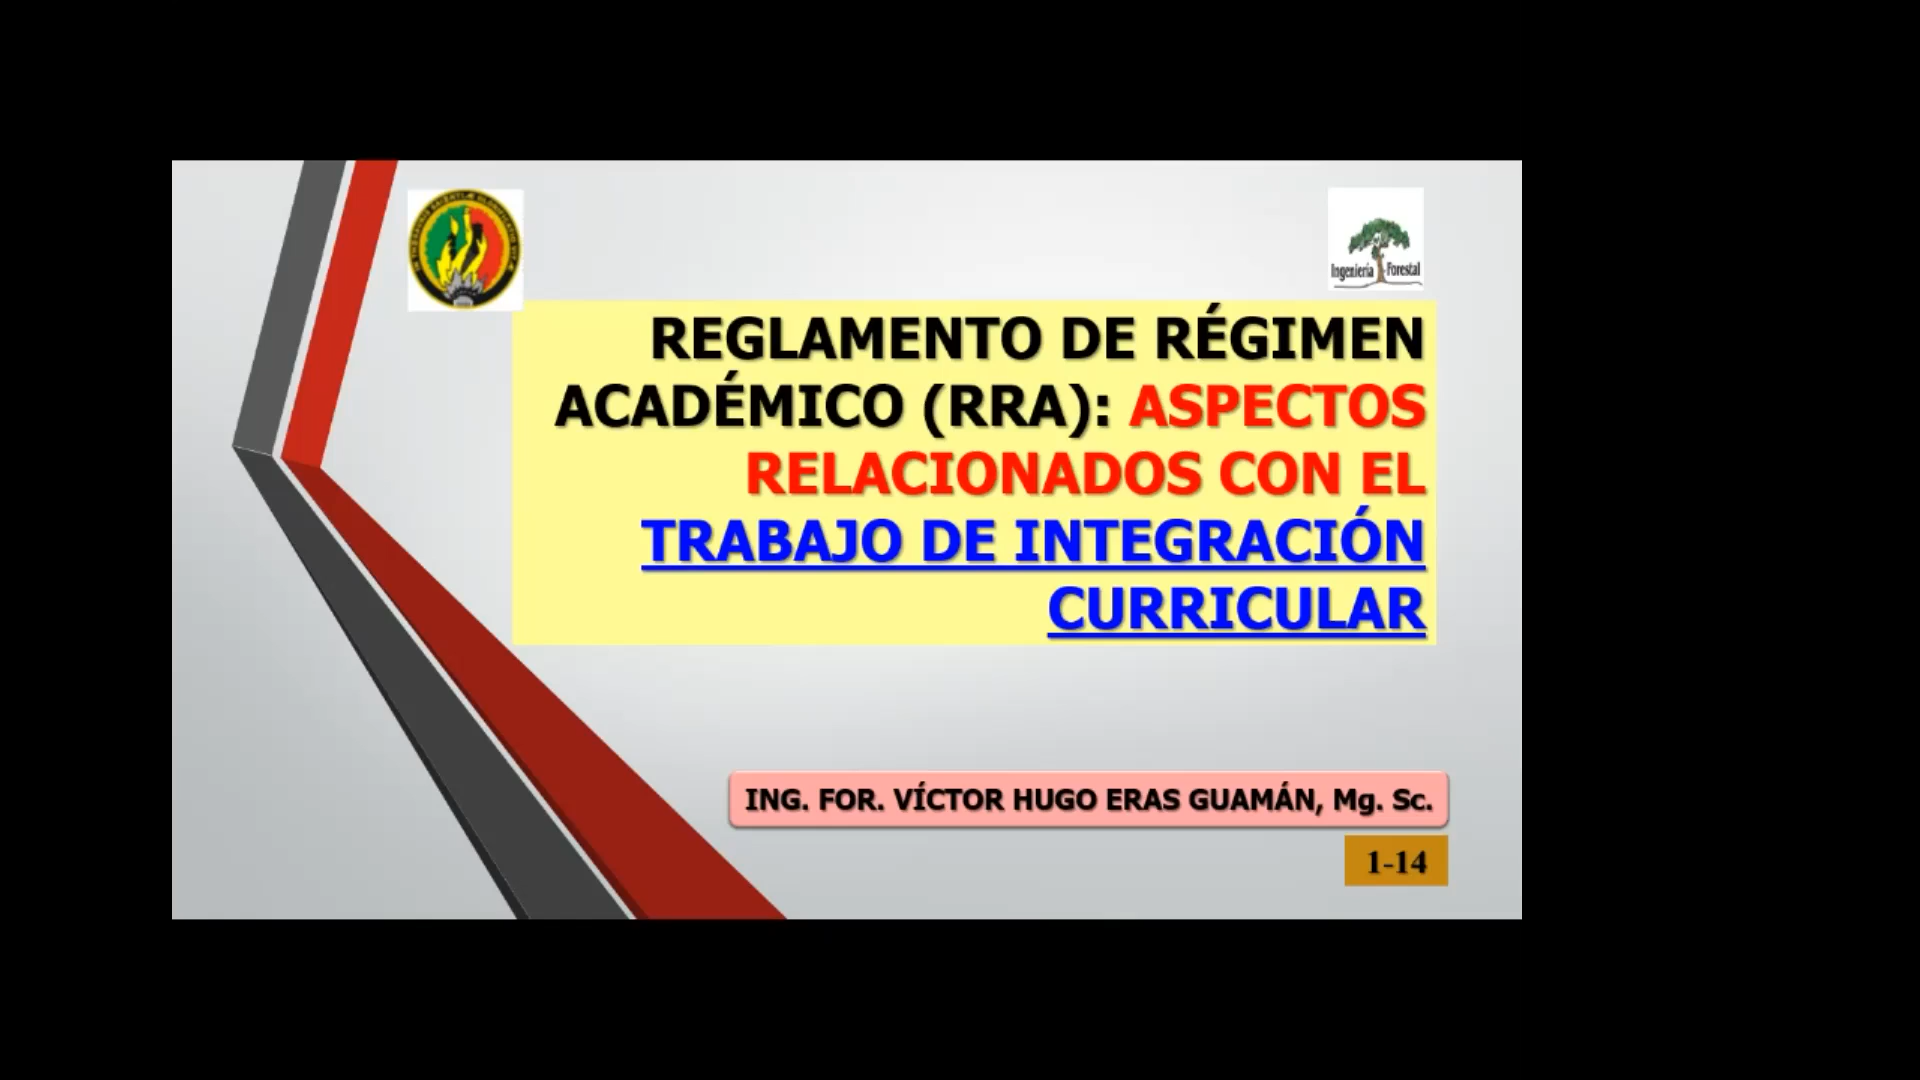 Ingeniería Forestal
REGLAMENTO DE RÉGIMEN
ACADÉMICO (RRA): ASPECTOS
RELACIONADOS CON EL
TRABAJO DE INTEGRACIÓN
CURRICULAR
ING. FOR. VÍCTOR HUGO ERAS GUAMÁN, Mg. Sc.
1-14